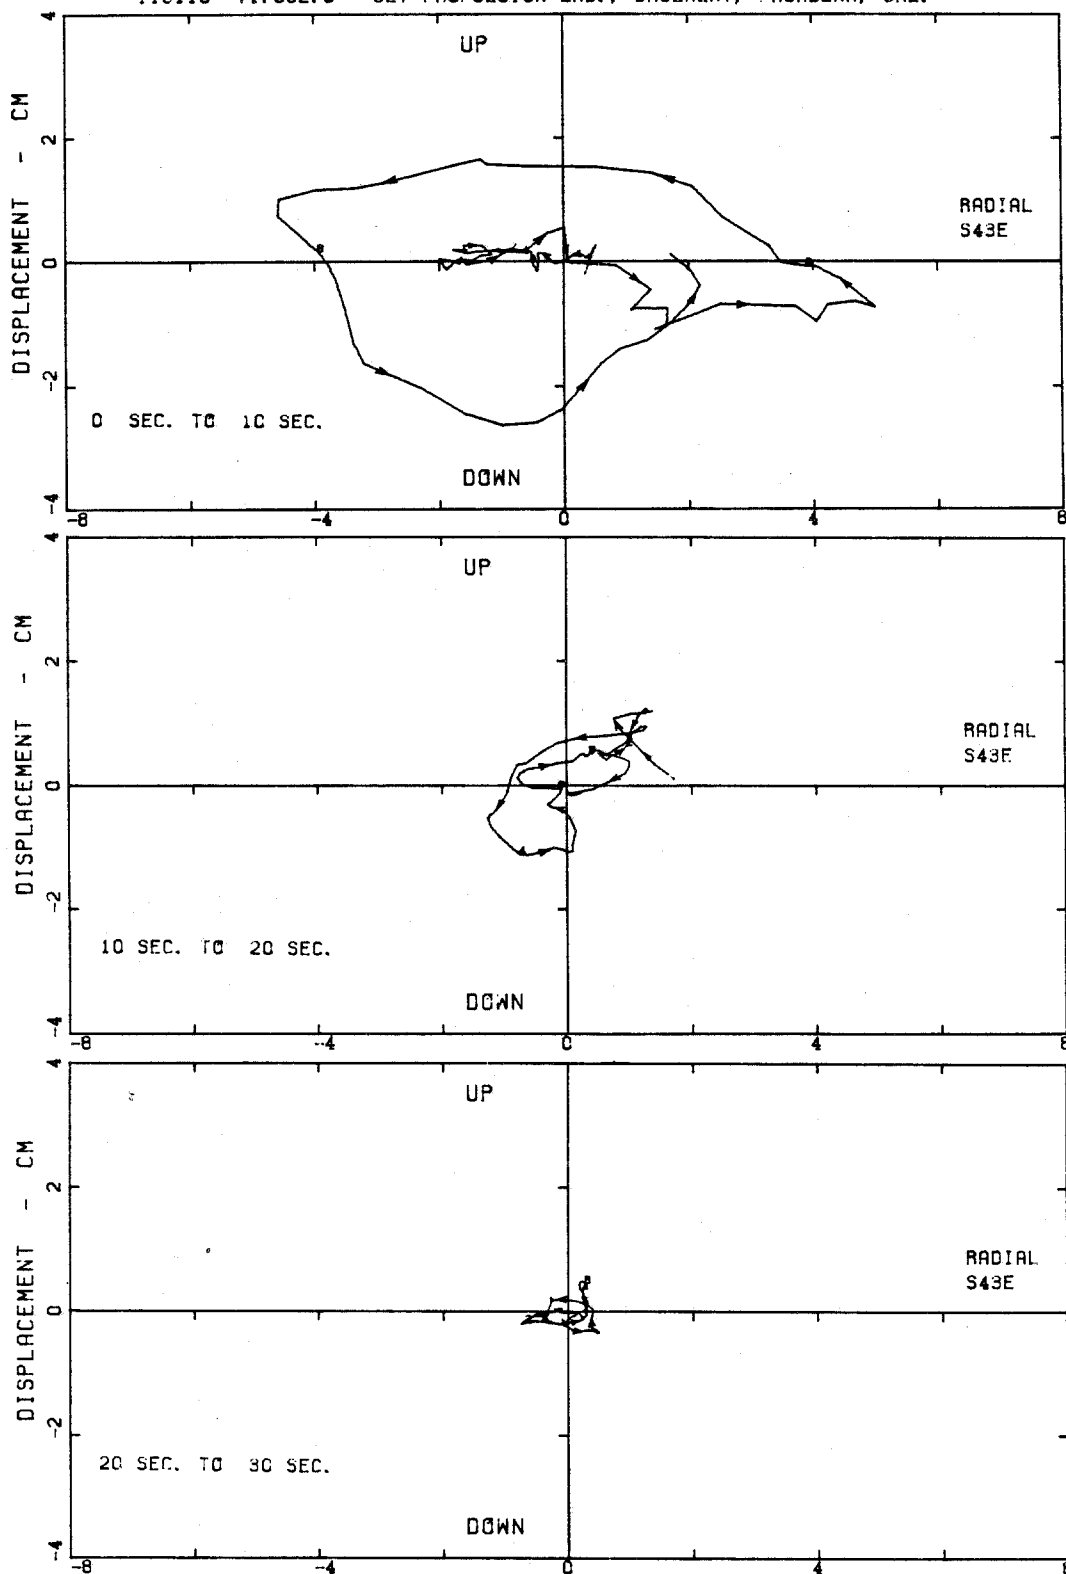 UP
DISPLACEMENT - CM
4
2
0
-2
-4
RADIAL
S43E
0 SEC. TO 10 SEC.
DOWN
-8 -4 0 4 8
UP
DISPLACEMENT - CM
4
2
0
-2
-4
RADIAL
S43E
10 SEC. TO 20 SEC.
DOWN
-8 -4 0 4 8
UP
DISPLACEMENT - CM
4
2
0
-2
-4
RADIAL
S43E
20 SEC. TO 30 SEC.
DOWN
-8 -4 0 4 8